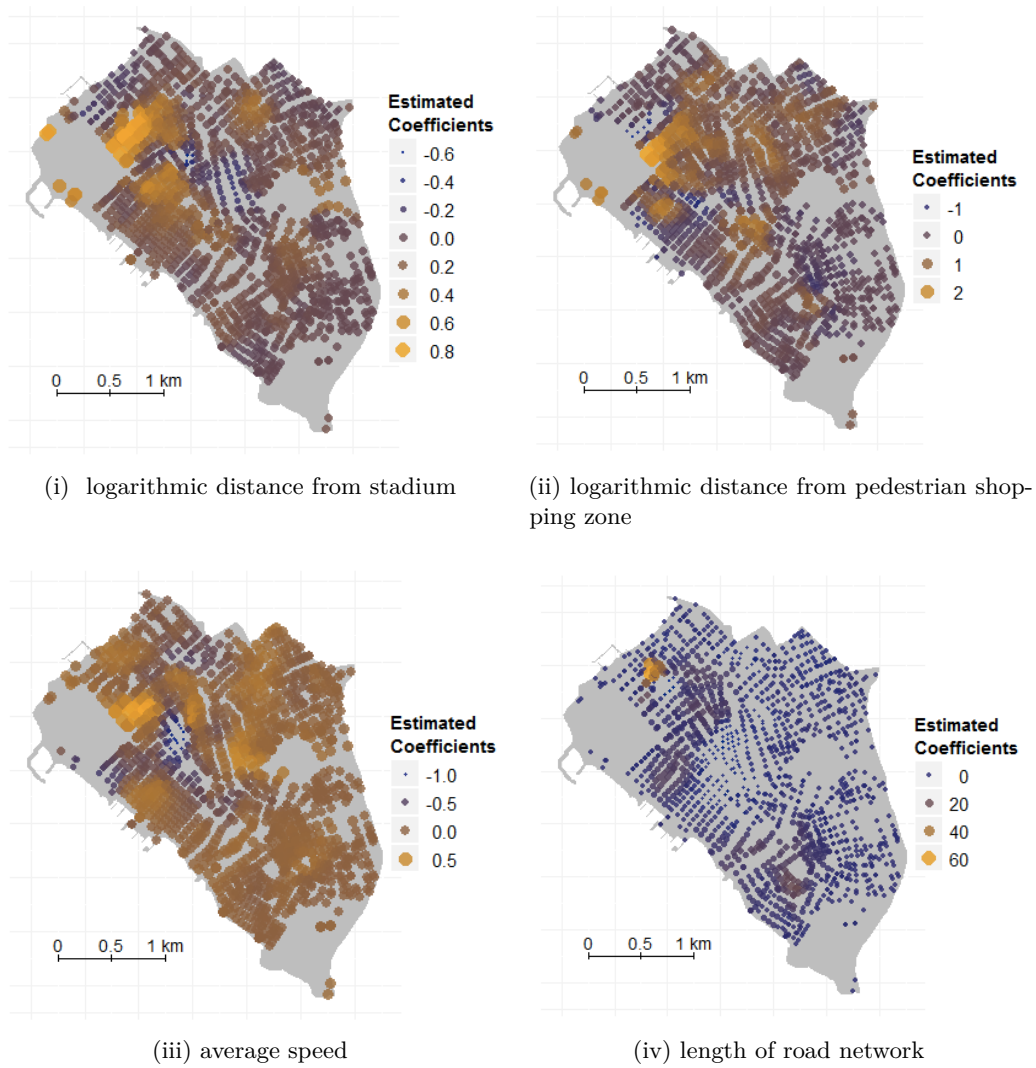 Estimated
Coefficients
-0.6
-0.4
-0.2
0.0
0.2
0.4
0.6
0.8
0 0.5 1 km
(i) logarithmic distance from stadium
Estimated
Coefficients
-1
0
1
2
0 0.5 1 km
(ii) logarithmic distance from pedestrian shop-
ping zone
Estimated
Coefficients
-1.0
-0.5
0.0
0.5
0 0.5 1 km
(iii) average speed
Estimated
Coefficients
0
20
40
60
0 0.5 1 km
(iv) length of road network